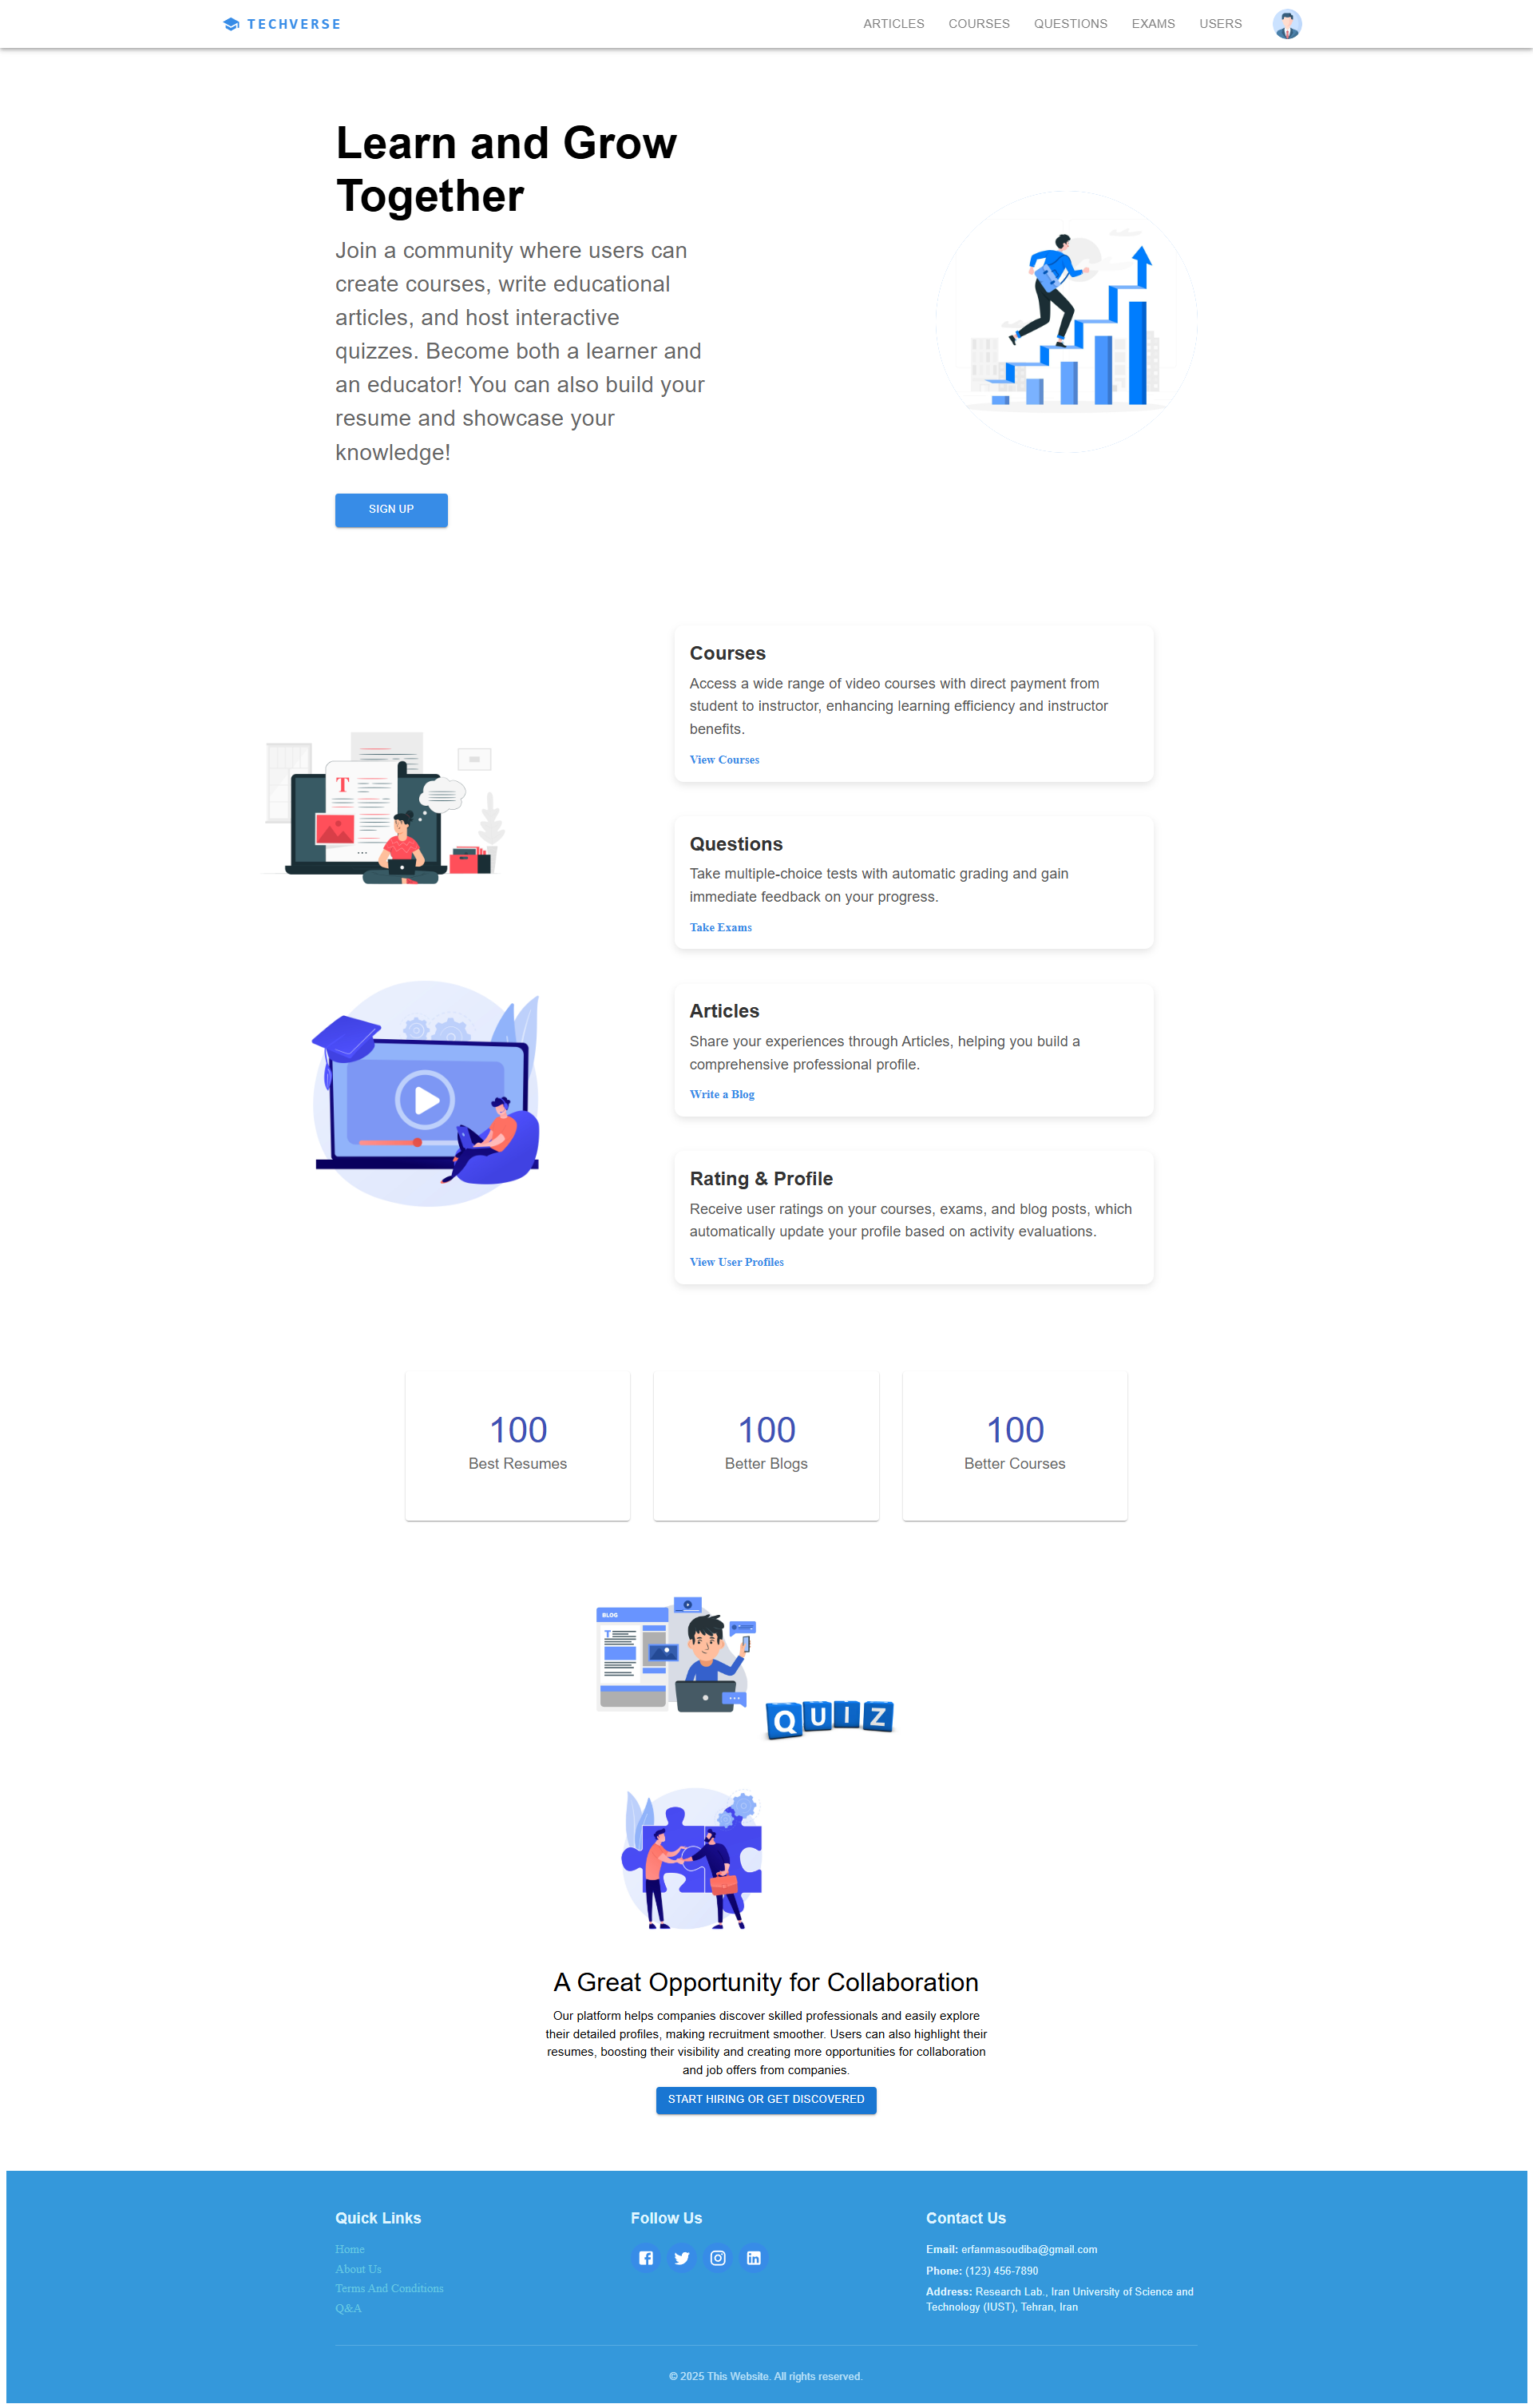 TECHVERSE
ARTICLES COURSES QUESTIONS EXAMS USERS
Learn and Grow
Together
Join a community where users can
create courses, write educational
articles, and host interactive
quizzes. Become both a learner and
an educator! You can also build your
resume and showcase your
knowledge!
SIGN UP
Courses
Access a wide range of video courses with direct payment from
student to instructor, enhancing learning efficiency and instructor
benefits.
View Courses
T
Questions
Take multiple-choice tests with automatic grading and gain
immediate feedback on your progress.
Take Exams
Articles
Share your experiences through Articles, helping you build a
comprehensive professional profile.
Write a Blog
Rating & Profile
Receive user ratings on your courses, exams, and blog posts, which
automatically update your profile based on activity evaluations.
View User Profiles
100
Best Resumes
100
Better Blogs
100
Better Courses
BLOG
T
QUIZ
A Great Opportunity for Collaboration
Our platform helps companies discover skilled professionals and easily explore
their detailed profiles, making recruitment smoother. Users can also highlight their
resumes, boosting their visibility and creating more opportunities for collaboration
and job offers from companies.
START HIRING OR GET DISCOVERED
Quick Links
Home
About Us
Terms And Conditions
Q&A
Follow Us
Contact Us
Email: erfanmasoudiba@gmail.com
Phone: (123) 456-7890
Address: Research Lab., Iran University of Science and
Technology (IUST), Tehran, Iran
© 2025 This Website. All rights reserved.